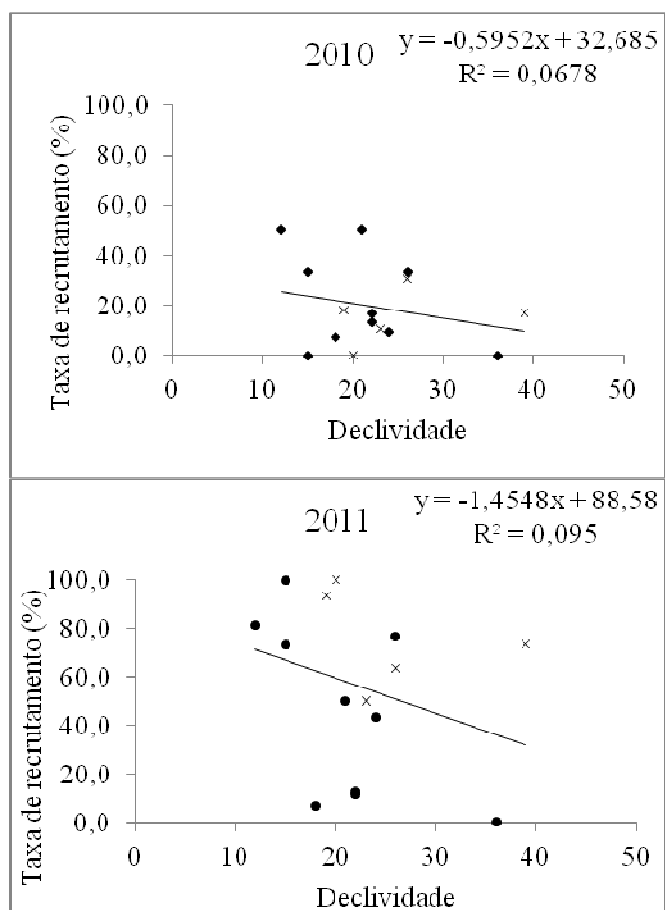 2010
y = -0,5952x + 32,685
R² = 0,0678
Taxa de recrutamento (%)
100,0
80,0
60,0
40,0
20,0
0,0
0 10 20 30 40 50
Declividade
2011
y = -1,4548x + 88,58
R² = 0,095
Taxa de recrutamento (%)
100,0
80,0
60,0
40,0
20,0
0,0
0 10 20 30 40 50
Declividade